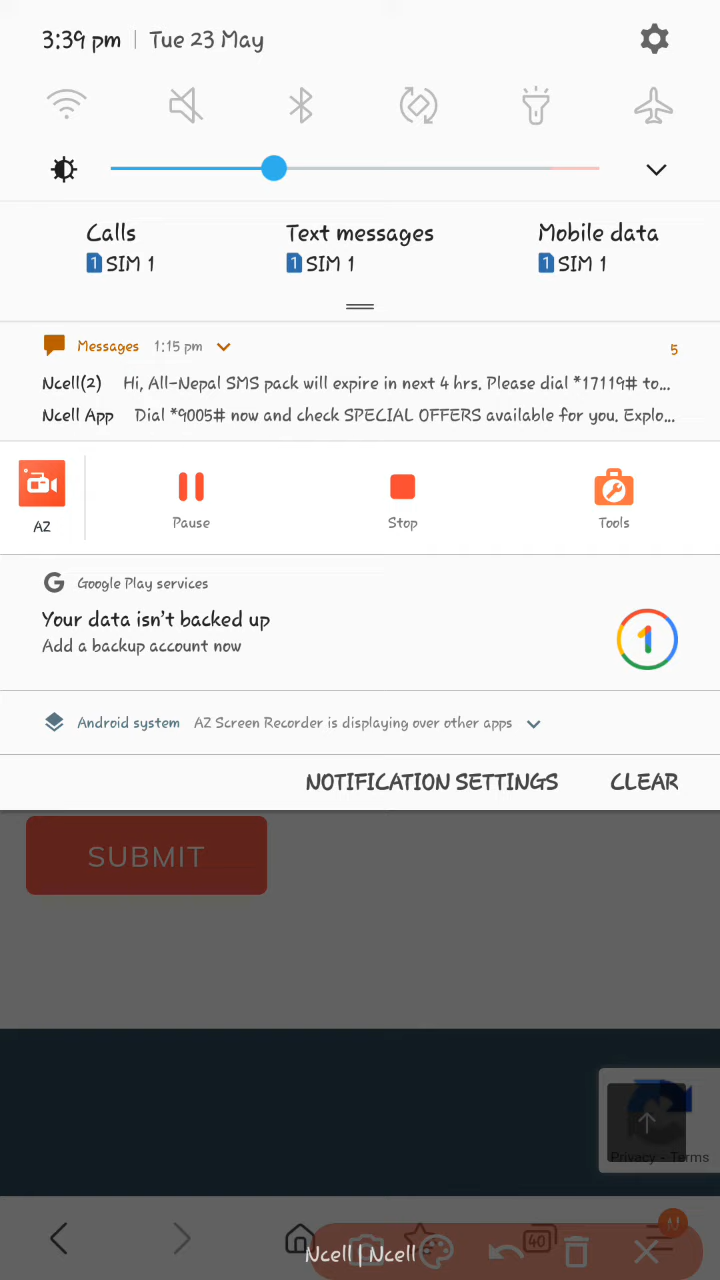 3:39 pm | Tue 23 May
Calls Text messages Mobile data
1 SIM 1 1 SIM 1 1 SIM 1
Messages 1:15 pm 5
Ncell(2) Hi, All-Nepal SMS pack will expire in next 4 hrs. Please dial *17119# to...
Ncell App Dial *9005# now and check SPECIAL OFFERS available for you. Explo...
AZ Pause Stop Tools
G Google Play services
Your data isn't backed up
Add a backup account now
1
Android system AZ Screen Recorder is displaying over other apps
NOTIFICATION SETTINGS CLEAR
SUBMIT
Privacy - Terms
N
40
Ncell | Ncell